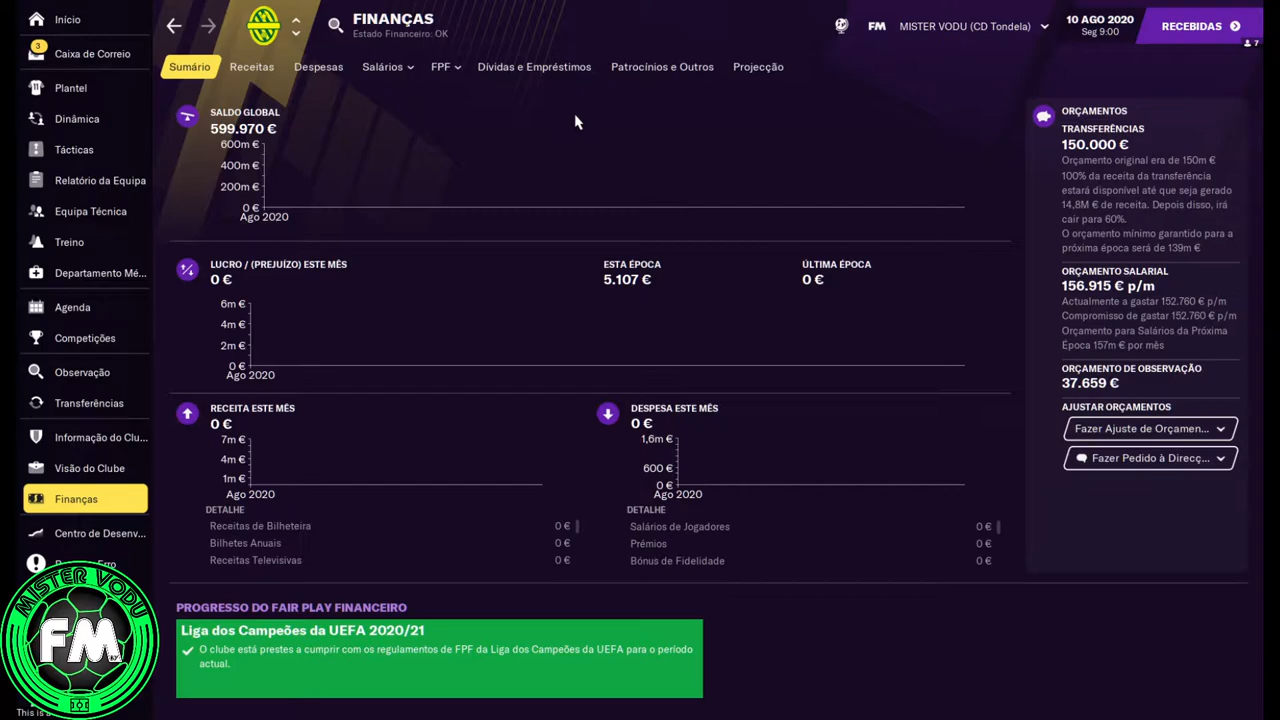 Início
3
Caixa de Correio
Plantel
Dinâmica
Tácticas
Relatório da Equipa
Equipa Técnica
Treino
Departamento Mé...
Agenda
Competições
Observação
Transferências
Informação do Clu...
Visão do Clube
Finanças
Centro de Desenv...
MISTER VODU
FM
This is a
FINANÇAS
Estado Financeiro: OK
FM
MISTER VODU (CD Tondela)
10 AGO 2020
Seg 9:00
RECEBIDAS
7
Sumário
Receitas
Despesas
Salários
FPF
Dívidas e Empréstimos
Patrocínios e Outros
Projecção
SALDO GLOBAL
599.970 €
600m €
400m €
200m €
0 €
Ago 2020
LUCRO / (PREJUÍZO) ESTE MÊS
0 €
ESTA ÉPOCA
5.107 €
ÚLTIMA ÉPOCA
0 €
6m €
4m €
2m €
0 €
Ago 2020
RECEITA ESTE MÊS
0 €
7m €
4m €
1m €
Ago 2020
DETALHE
Receitas de Bilheteira 0 €
Bilhetes Anuais 0 €
Receitas Televisivas 0 €
DESPESA ESTE MÊS
0 €
1,6m €
600 €
0 €
Ago 2020
DETALHE
Salários de Jogadores 0 €
Prémios 0 €
Bónus de Fidelidade 0 €
PROGRESSO DO FAIR PLAY FINANCEIRO
Liga dos Campeões da UEFA 2020/21
O clube está prestes a cumprir com os regulamentos de FPF da Liga dos Campeões da UEFA para o período
actual.
ORÇAMENTOS
TRANSFERÊNCIAS
150.000 €
Orçamento original era de 150m €
100% da receita da transferência
estará disponível até que seja gerado
14,8M € de receita. Depois disso, irá
cair para 60%.
O orçamento mínimo garantido para a
próxima época será de 139m €
ORÇAMENTO SALARIAL
156.915 € p/m
Actualmente a gastar 152.760 € p/m
Compromisso de gastar 152.760 € p/m
Orçamento para Salários da Próxima
Época 157m € por mês
ORÇAMENTO DE OBSERVAÇÃO
37.659 €
AJUSTAR ORÇAMENTOS
Fazer Ajuste de Orçamen...
Fazer Pedido à Direcç...